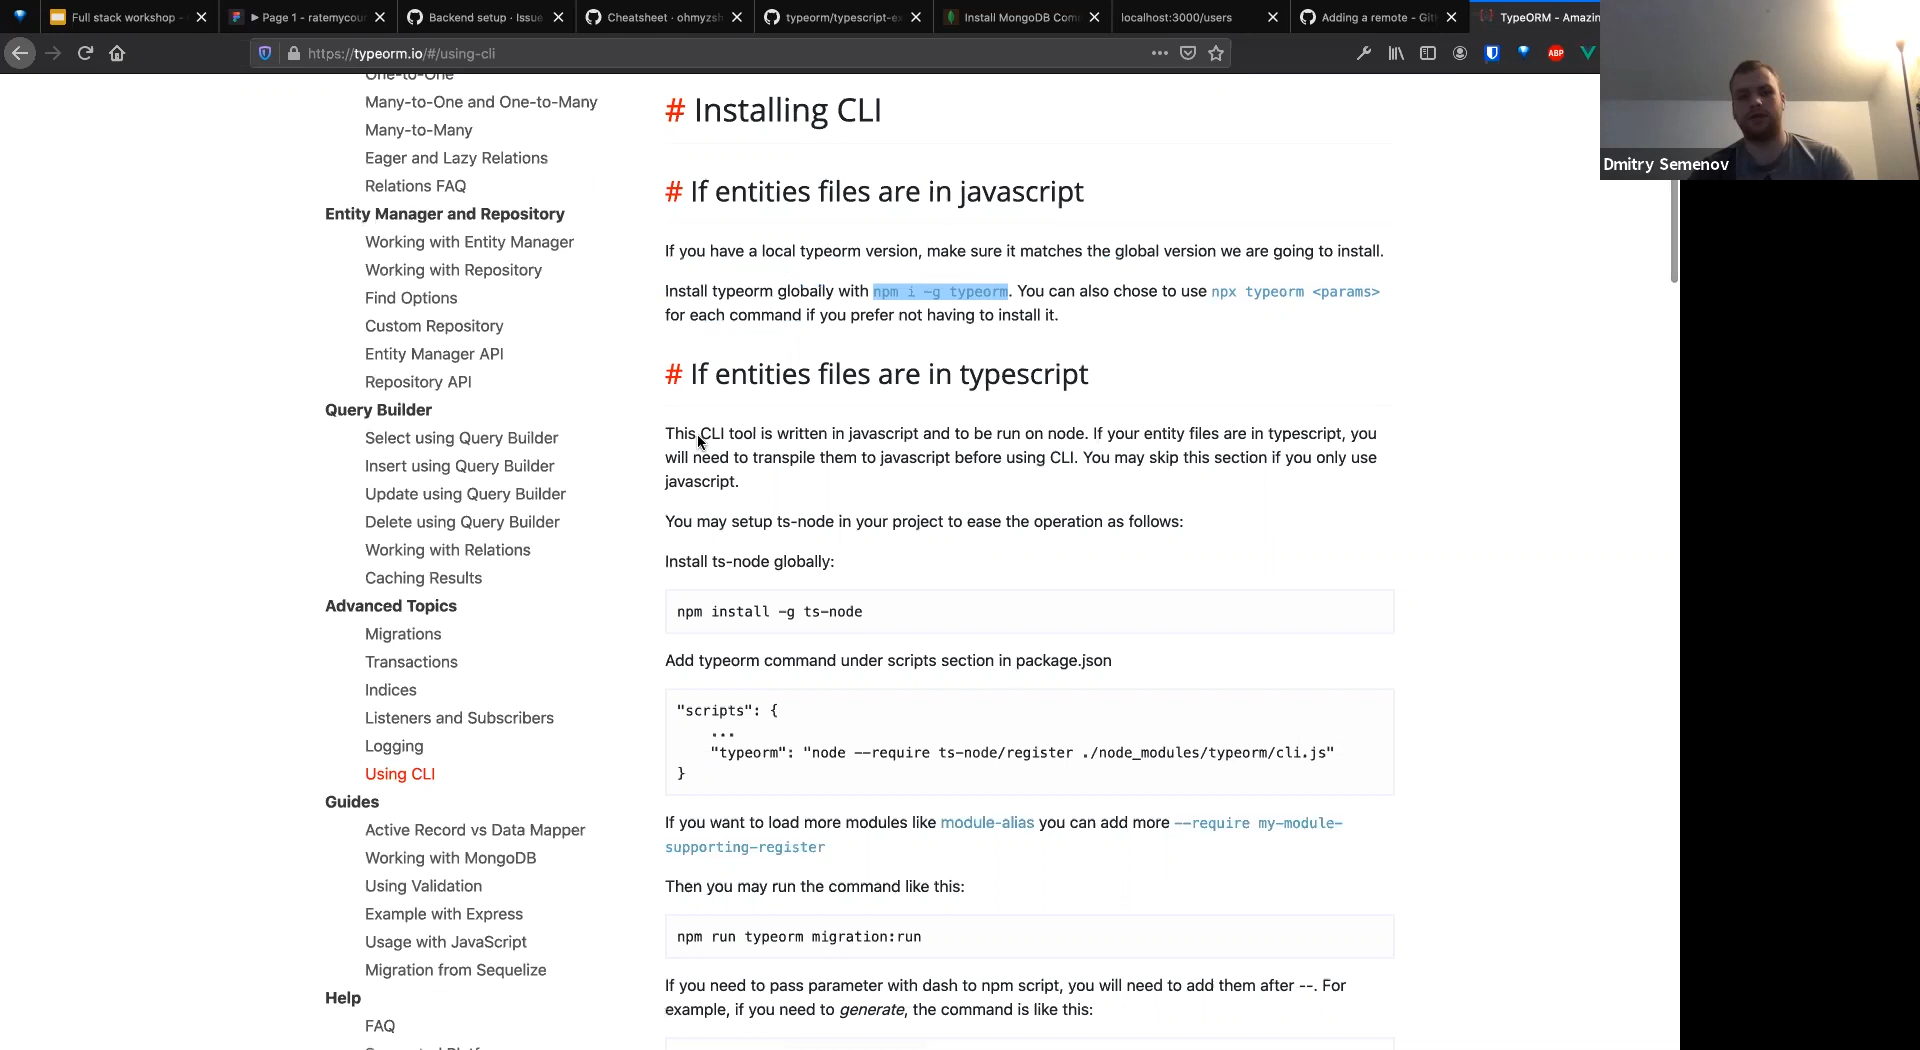 Full stack workshop -
Page 1 - ratemycour
Backend setup · Issue
Cheatsheet · ohmyzsh
typeorm/typescript-ex
Install MongoDB Com
localhost:3000/users
Adding a remote - Git
TypeORM - Amazin
https://typeorm.io/#/using-cli
ABP
Dmitry Semenov
One-to-One
Many-to-One and One-to-Many
Many-to-Many
Eager and Lazy Relations
Relations FAQ
Entity Manager and Repository
Working with Entity Manager
Working with Repository
Find Options
Custom Repository
Entity Manager API
Repository API
Query Builder
Select using Query Builder
Insert using Query Builder
Update using Query Builder
Delete using Query Builder
Working with Relations
Caching Results
Advanced Topics
Migrations
Transactions
Indices
Listeners and Subscribers
Logging
Using CLI
Guides
Active Record vs Data Mapper
Working with MongoDB
Using Validation
Example with Express
Usage with JavaScript
Migration from Sequelize
Help
FAQ
# Installing CLI
# If entities files are in javascript
If you have a local typeorm version, make sure it matches the global version we are going to install.
Install typeorm globally with npm i -g typeorm. You can also chose to use npx typeorm <params>
for each command if you prefer not having to install it.
# If entities files are in typescript
This CLI tool is written in javascript and to be run on node. If your entity files are in typescript, you
will need to transpile them to javascript before using CLI. You may skip this section if you only use
javascript.
You may setup ts-node in your project to ease the operation as follows:
Install ts-node globally:
npm install -g ts-node
Add typeorm command under scripts section in package.json
"scripts": {
...
"typeorm": "node --require ts-node/register ./node_modules/typeorm/cli.js"
}
If you want to load more modules like module-alias you can add more --require my-module-
supporting-register
Then you may run the command like this:
npm run typeorm migration:run
If you need to pass parameter with dash to npm script, you will need to add them after --. For
example, if you need to generate, the command is like this: